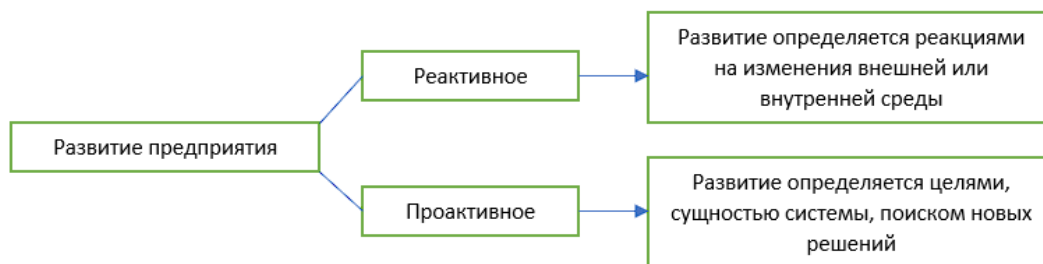 Развитие предприятия
Реактивное
Развитие определяется реакциями
на изменения внешней или
внутренней среды
Проактивное
Развитие определяется целями,
сущностью системы, поиском новых
решений